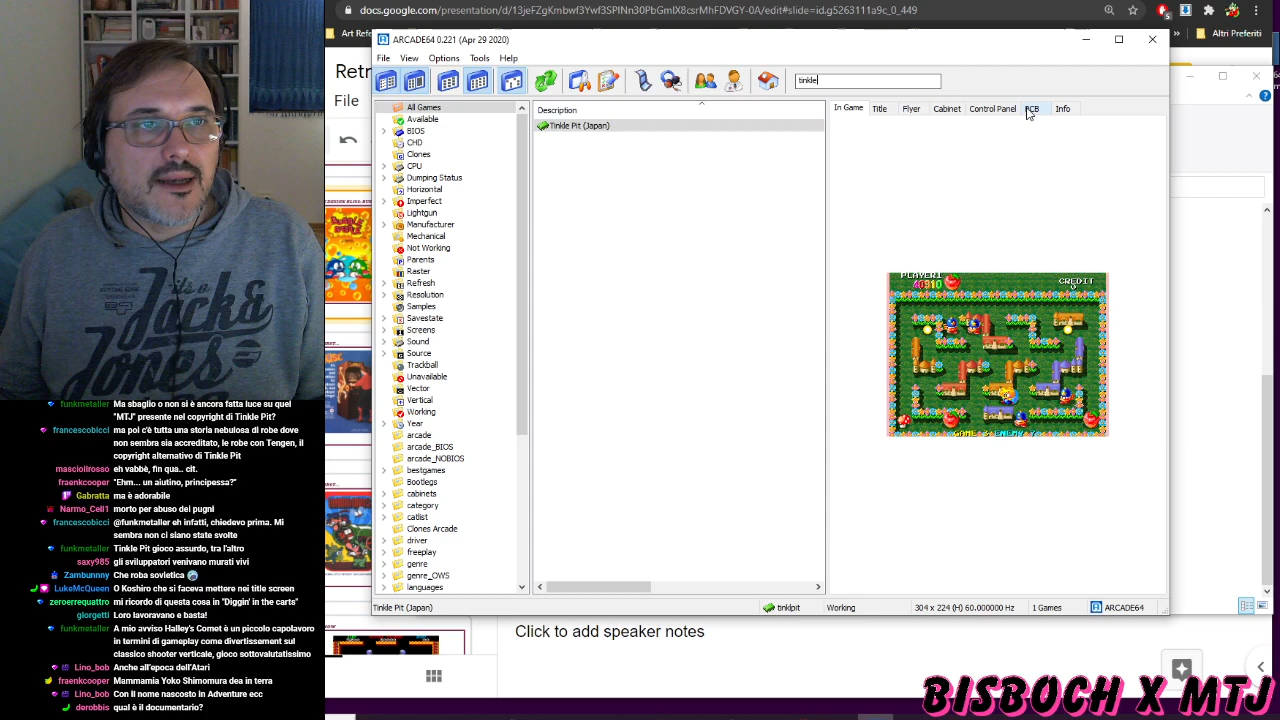 docs.google.com/presentation/d/13jeFZgKmbwf3Ywf3SPINn30PbGmIX8csrMhFDVGY-0A/edit#slide=id.g5263111a98_0_449
ARCADE64 0.221 (Apr 29 2020)
File View Options Tools Help
tinkle
Art Re
Altri Preferiti
Retr
File
All Games
Available
BIOS
CHD
Clones
CPU
Dumping Status
Horizontal
Imperfect
Lightgun
Manufacturer
Mechanical
Not Working
Parents
Raster
Refresh
Resolution
Samples
Savestate
Screens
Sound
Source
Trackball
Unavailable
Vector
Vertical
Working
Year
arcade
arcade_BIOS
arcade_NOBIOS
bestgames
Bootlegs
cabinets
category
catlist
Clones Arcade
driver
freeplay
genre
genre_OWS
languages
Description
Tinkle Pit (Japan)
In Game Title Flyer Cabinet Control Panel PCB Info
PLAYER1
40910
CREDIT
Tinkle Pit (Japan)
tinklpit
Working
304 x 224 (H) 60.000000 Hz
Games
ARCADE64
Click to add speaker notes
BISBOCH X MTJ
It's a
Jack &
Jones
funkmetaller Ma sbaglio o non si è ancora fatta luce su quel
"MTJ" presente nel copyright di Tinkle Pit?
francescobicci ma poi c'è tutta una storia nebulosa di robe dove
non sembra sia accreditato, le robe con Tengen, il
copyright alternativo di Tinkle Pit
mascioilrosso eh vabbè, fin qua.. cit.
fraenkcooper "Ehm... un aiutino, principessa?"
Gabratta ma è adorabile
Narmo_Cell1 morto per abuso dei pugni
francescobicci @funkmetaller eh infatti, chiedevo prima. Mi
sembra non ci siano state svolte
funkmetaller Tinkle Pit gioco assurdo, tra l'altro
saxy985 gli sviluppatori venivano murati vivi
Zambunnny Che roba sovietica
LukeMcQueen O Koshiro che si faceva mettere nei title screen
zeroerrequattro mi ricordo di questa cosa in "Diggin' in the carts"
giorgetti Loro lavoravano e basta!
funkmetaller A mio avviso Halley's Comet è un piccolo capolavoro
in termini di gameplay come divertissement sul
classico shooter verticale, gioco sottovalutatissimo
Lino_bob Anche all'epoca dell'Atari
fraenkcooper Mammamia Yoko Shimomura dea in terra
Lino_bob Con il nome nascosto in Adventure ecc
derobbis qual è il documentario?